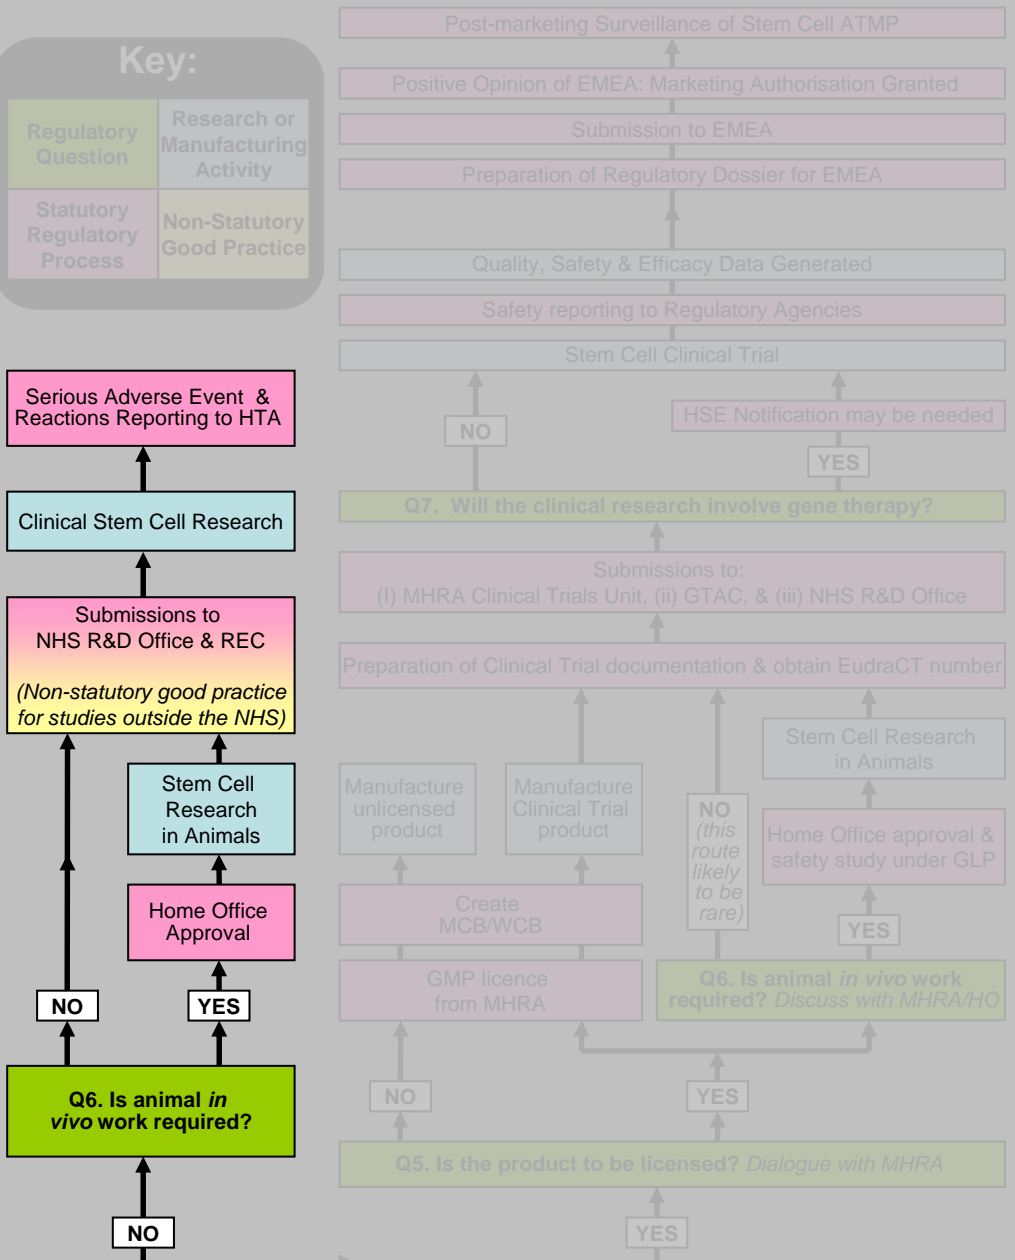 Key:
Regulatory
Question
Research or
Manufacturing
Activity
Statutory
Regulatory
Process
Non-Statutory
Good Practice
Serious Adverse Event &
Reactions Reporting to HTA
Clinical Stem Cell Research
Submissions to
NHS R&D Office & REC
(Non-statutory good practice
for studies outside the NHS)
Stem Cell
Research
in Animals
Home Office
Approval
NO
YES
Q6. Is animal in
vivo work required?
NO
Post-marketing Surveillance of Stem Cell ATMP
Positive Opinion of EMEA: Marketing Authorisation Granted
Submission to EMEA
Preparation of Regulatory Dossier for EMEA
Quality, Safety & Efficacy Data Generated
Safety reporting to Regulatory Agencies
Stem Cell Clinical Trial
NO
HSE Notification may be needed
YES
Q7. Will the clinical research involve gene therapy?
Submissions to:
(I) MHRA Clinical Trials Unit, (ii) GTAC, & (iii) NHS R&D Office
Preparation of Clinical Trial documentation & obtain EudraCT number
Manufacture
unlicensed
product
Manufacture
Clinical Trial
product
NO
(this
route
likely
to be
rare)
Stem Cell Research
in Animals
Home Office approval &
safety study under GLP
YES
Create
MCB/WCB
GMP licence
from MHRA
Q6. Is animal in vivo work
required? Discuss with MHRA/HO
NO
YES
Q5. Is the product to be licensed? Dialogue with MHRA
YES